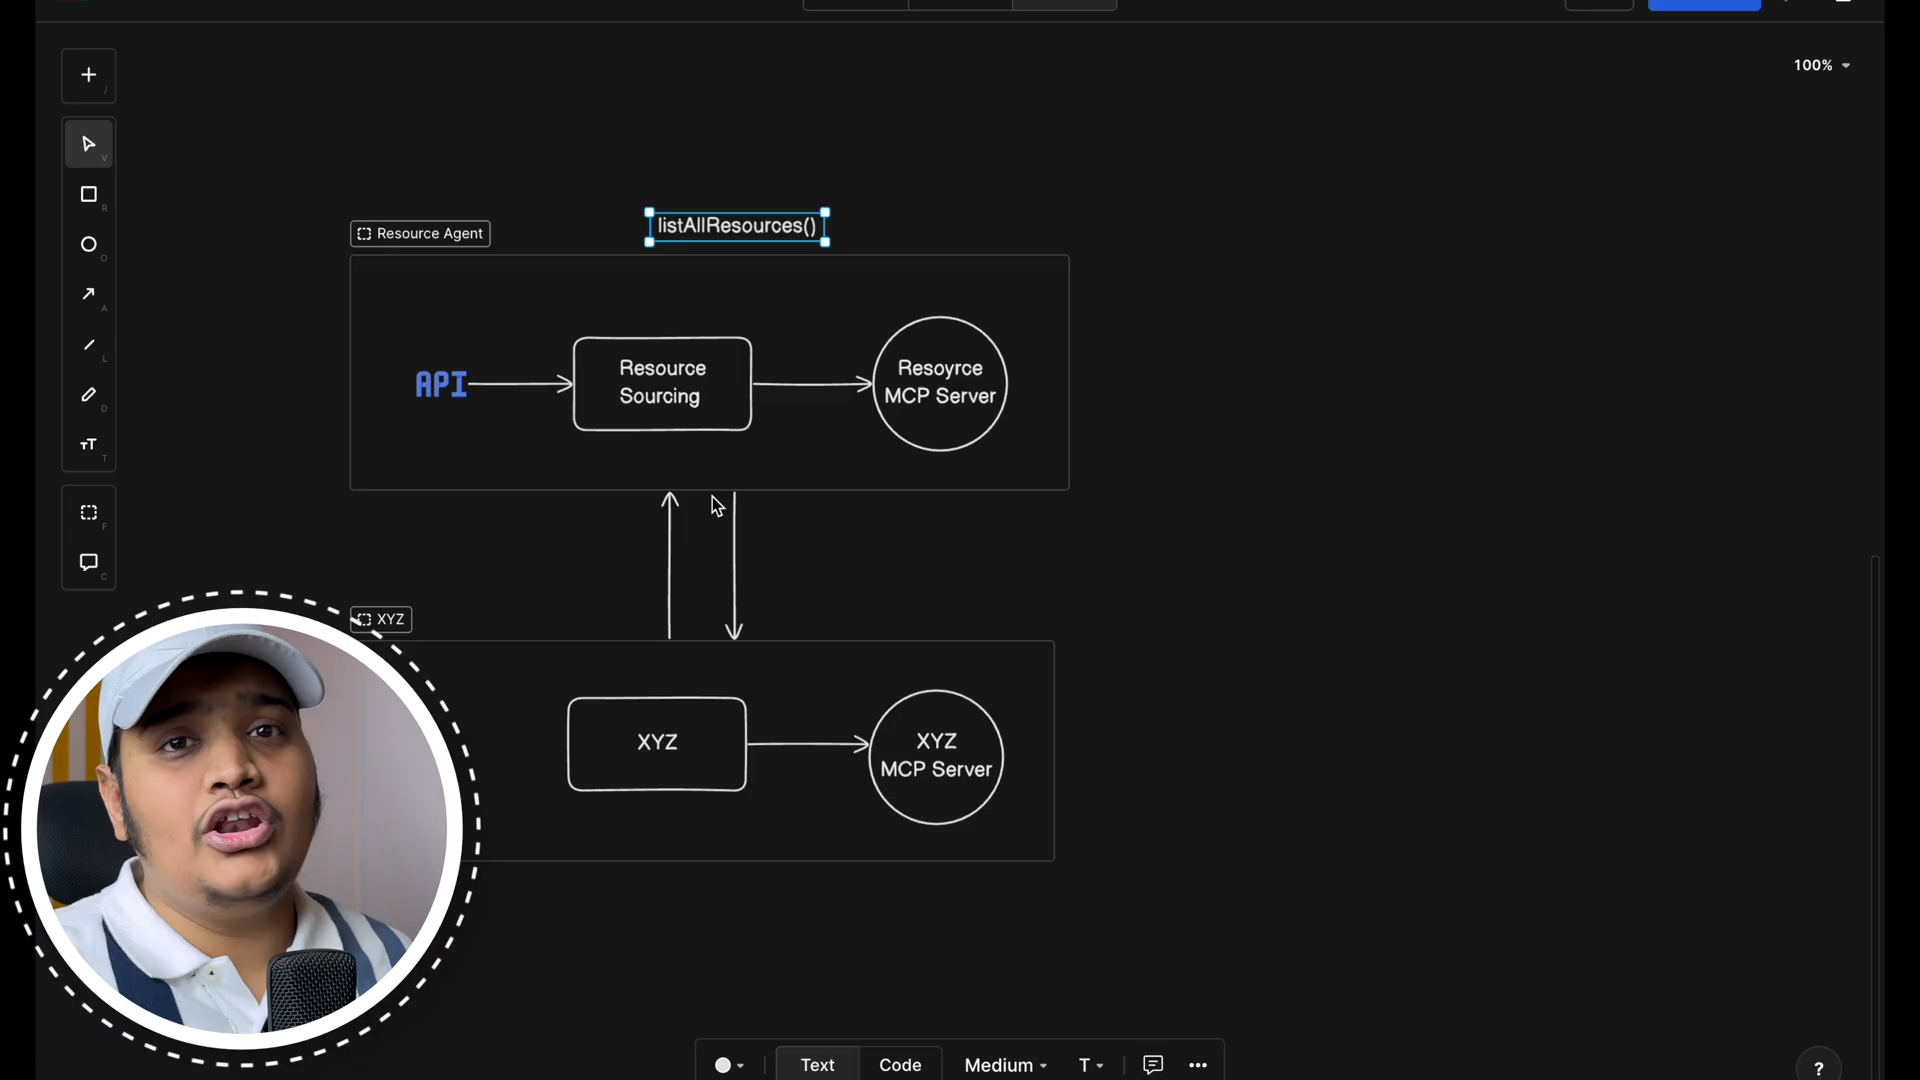 100%
/
V
R
O
A
L
D
T
F
C
listAllResources()
Resource Agent
API
Resource
Sourcing
Resoyrce
MCP Server
XYZ
XYZ
XYZ
MCP Server
Text
Code
Medium
T
?